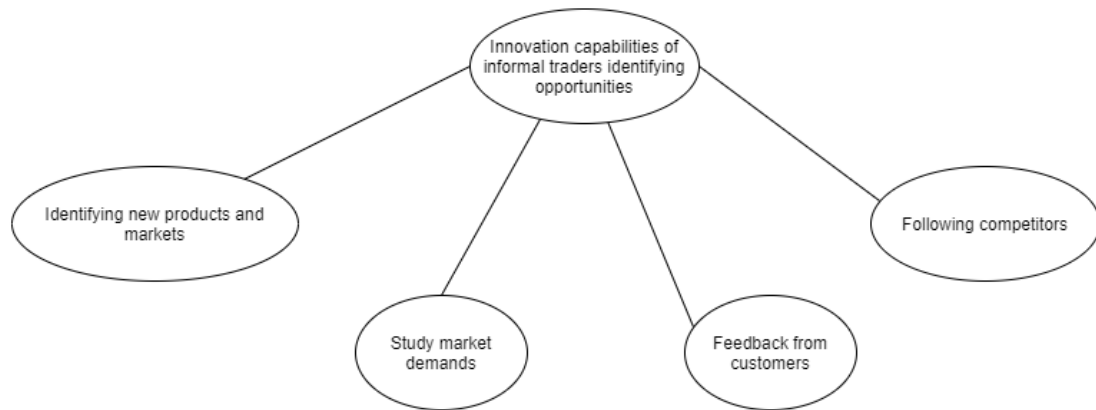 Innovation capabilities of
informal traders identifying
opportunities
Identifying new products and
markets
Following competitors
Study market
demands
Feedback from
customers